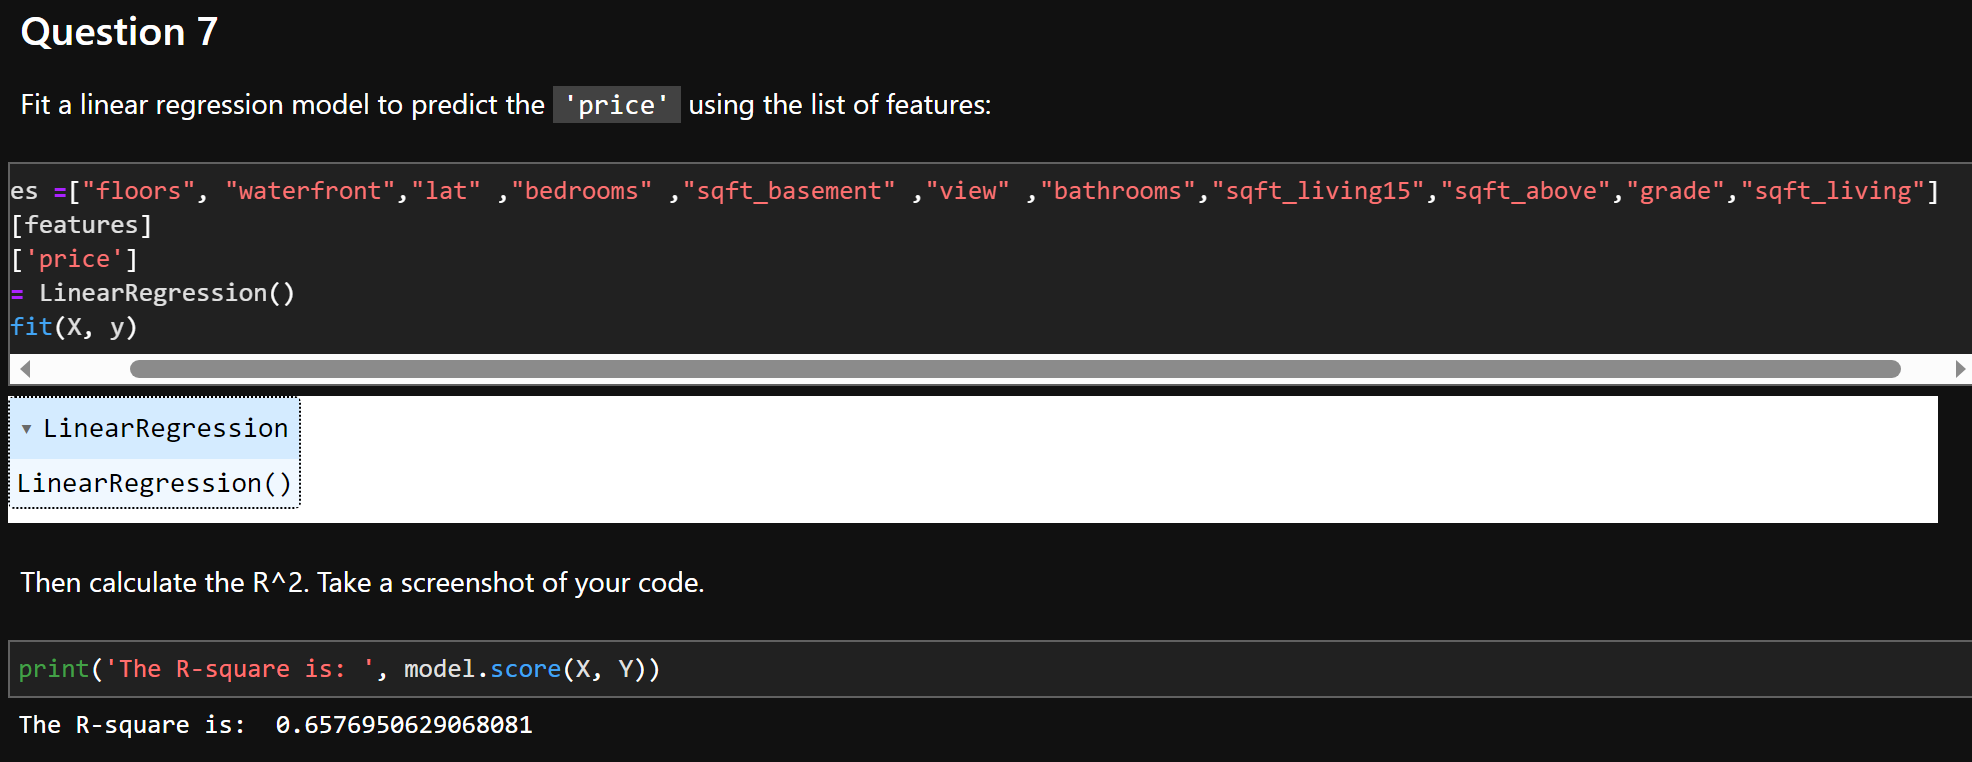 Question 7
Fit a linear regression model to predict the 'price' using the list of features:
es =["floors", "waterfront","lat" ,"bedrooms" ,"sqft_basement" ,"view" ,"bathrooms","sqft_living15","sqft_above","grade","sqft_living"]
[features]
['price']
= LinearRegression()
fit(X, y)
▾ LinearRegression
LinearRegression()
Then calculate the R^2. Take a screenshot of your code.
print('The R-square is: ', model.score(X, Y))
The R-square is:  0.6576950629068081